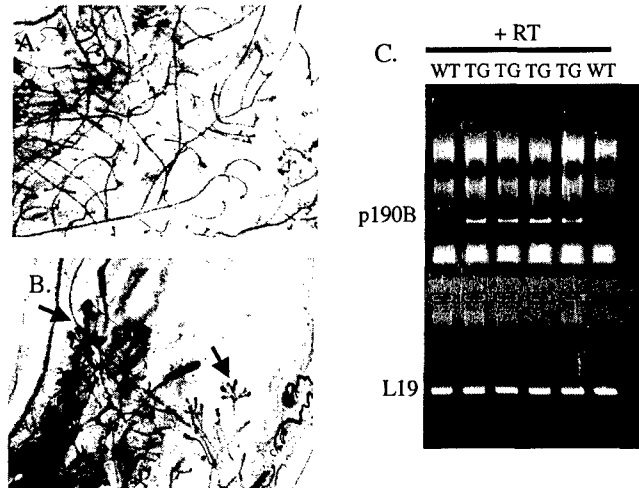 A.
B.
C.
+ RT
WT TG TG TG TG WT
p190B
L19